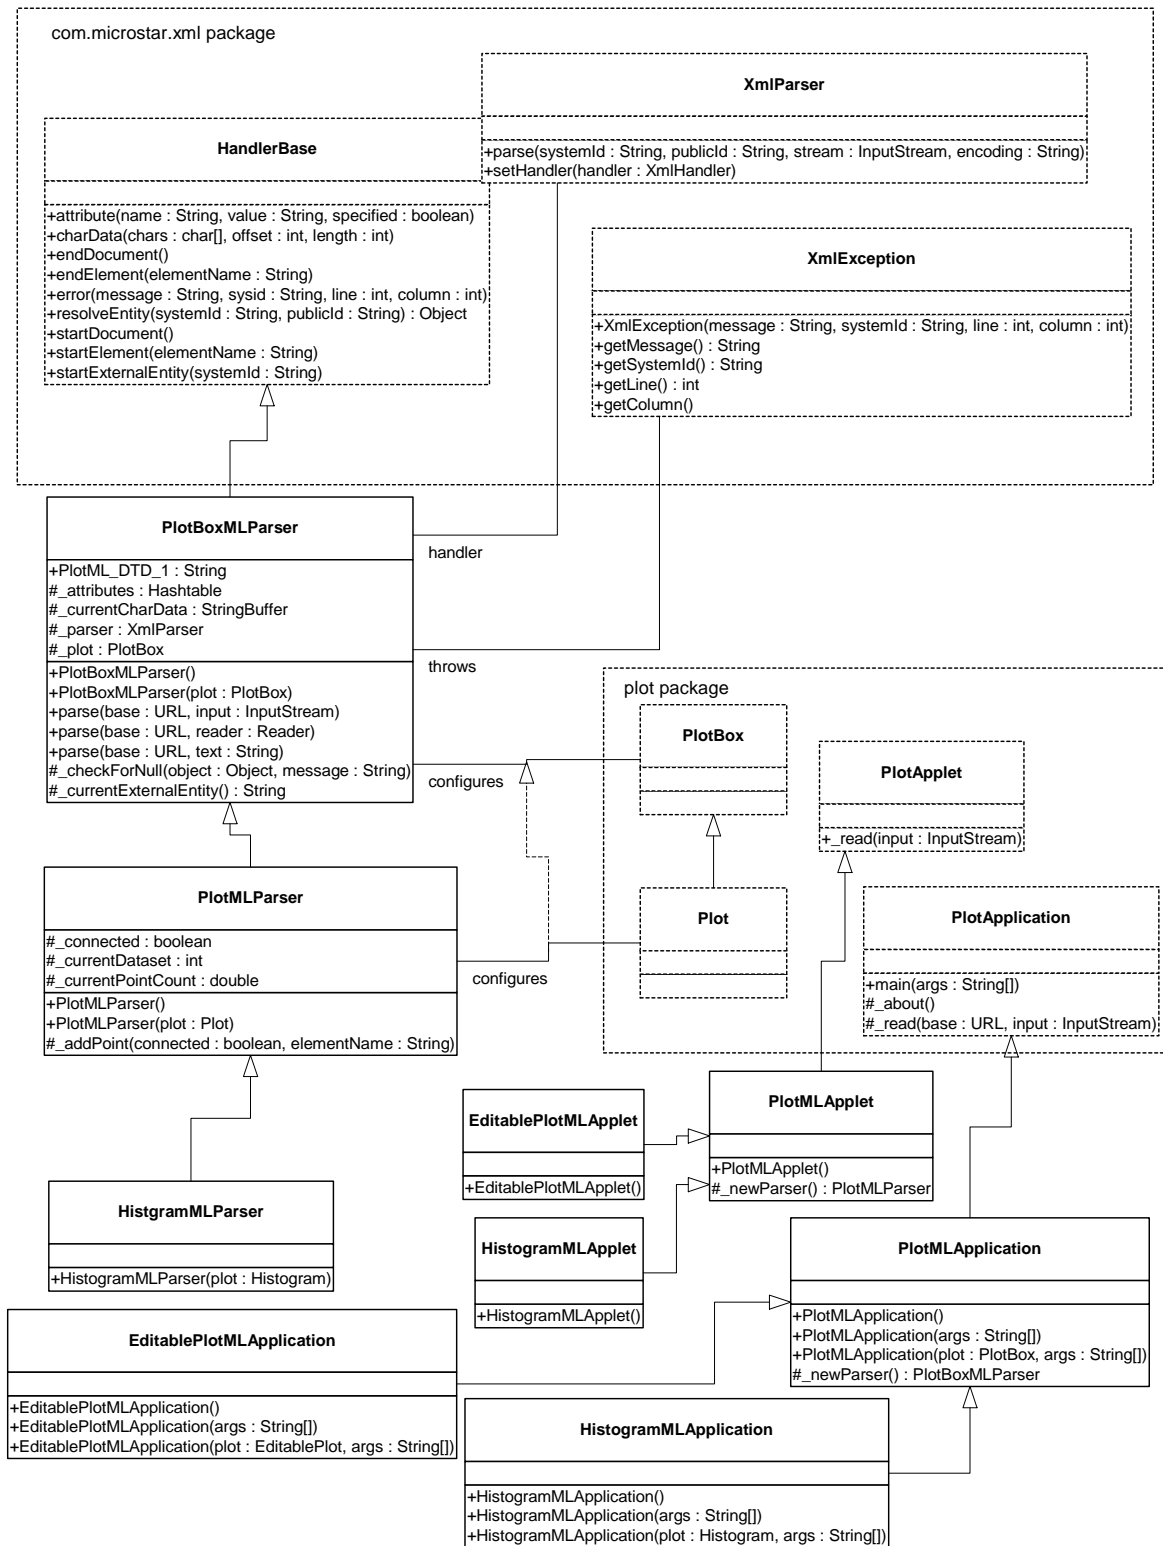 com.microstar.xml package
XmlParser
+parse(systemId : String, publicId : String, stream : InputStream, encoding : String)
+setHandler(handler : XmlHandler)
HandlerBase
+attribute(name : String, value : String, specified : boolean)
+charData(chars : char[], offset : int, length : int)
+endDocument()
+endElement(elementName : String)
+error(message : String, sysid : String, line : int, column : int)
+resolveEntity(systemId : String, publicId : String) : Object
+startDocument()
+startElement(elementName : String)
+startExternalEntity(systemId : String)
XmlException
+XmlException(message : String, systemId : String, line : int, column : int)
+getMessage() : String
+getSystemId() : String
+getLine() : int
+getColumn()
PlotBoxMLParser
+PlotML_DTD_1 : String
#_attributes : Hashtable
#_currentCharData : StringBuffer
#_parser : XmlParser
#_plot : PlotBox
+PlotBoxMLParser()
+PlotBoxMLParser(plot : PlotBox)
+parse(base : URL, input : InputStream)
+parse(base : URL, reader : Reader)
+parse(base : URL, text : String)
#_checkForNull(object : Object, message : String)
#_currentExternalEntity() : String
handler
throws
configures
plot package
PlotBox
PlotApplet
+_read(input : InputStream)
Plot
PlotApplication
+main(args : String[])
#_about()
#_read(base : URL, input : InputStream)
PlotMLParser
#_connected : boolean
#_currentDataset : int
#_currentPointCount : double
+PlotMLParser()
+PlotMLParser(plot : Plot)
#_addPoint(connected : boolean, elementName : String)
configures
EditablePlotMLApplet
+EditablePlotMLApplet()
PlotMLApplet
+PlotMLApplet()
#_newParser() : PlotMLParser
HistgramMLParser
+HistogramMLParser(plot : Histogram)
HistogramMLApplet
+HistogramMLApplet()
PlotMLApplication
+PlotMLApplication()
+PlotMLApplication(args : String[])
+PlotMLApplication(plot : PlotBox, args : String[])
#_newParser() : PlotBoxMLParser
EditablePlotMLApplication
+EditablePlotMLApplication()
+EditablePlotMLApplication(args : String[])
+EditablePlotMLApplication(plot : EditablePlot, args : String[])
HistogramMLApplication
+HistogramMLApplication()
+HistogramMLApplication(args : String[])
+HistogramMLApplication(plot : Histogram, args : String[])